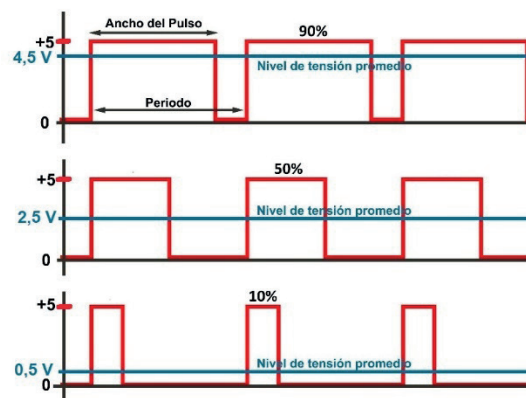 Ancho del Pulso
90%
+5
4,5 V
Nivel de tensión promedio
Periodo
0
50%
+5
2,5 V
Nivel de tensión promedio
0
10%
+5
0,5 V
Nivel de tensión promedio
0